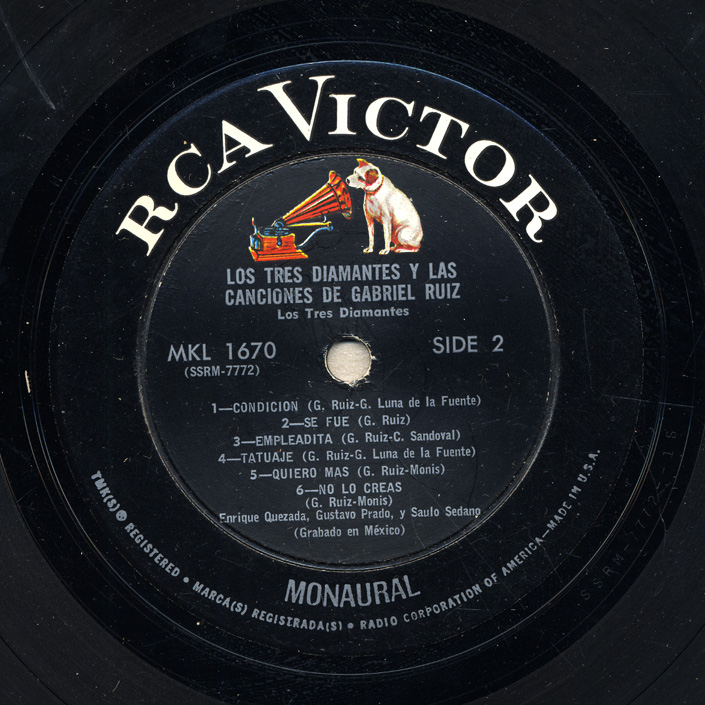 RCA VICTOR
LOS TRES DIAMANTES Y LAS
CANCIONES DE GABRIEL RUIZ
Los Tres Diamantes
MKL 1670
SIDE 2
(SSRM-7772)
1—CONDICION (G. Ruiz-G. Luna de la Fuente)
2—SE FUE (G. Ruiz)
3—EMPLEADITA (G. Ruiz-C. Sandoval)
4—TATUAJE (G. Ruiz-G. Luna de la Fuente)
5—QUIERO MAS (G. Ruiz-Monis)
6—NO LO CREAS
(G. Ruiz-Monis)
Enrique Quezada, Gustavo Prado, y Saulo Sedano
(Grabado en México)
MONAURAL
TMK(S) ® REGISTERED • MARCA(S) REGISTRADA(S) • RADIO CORPORATION OF AMERICA—MADE IN U.S.A.